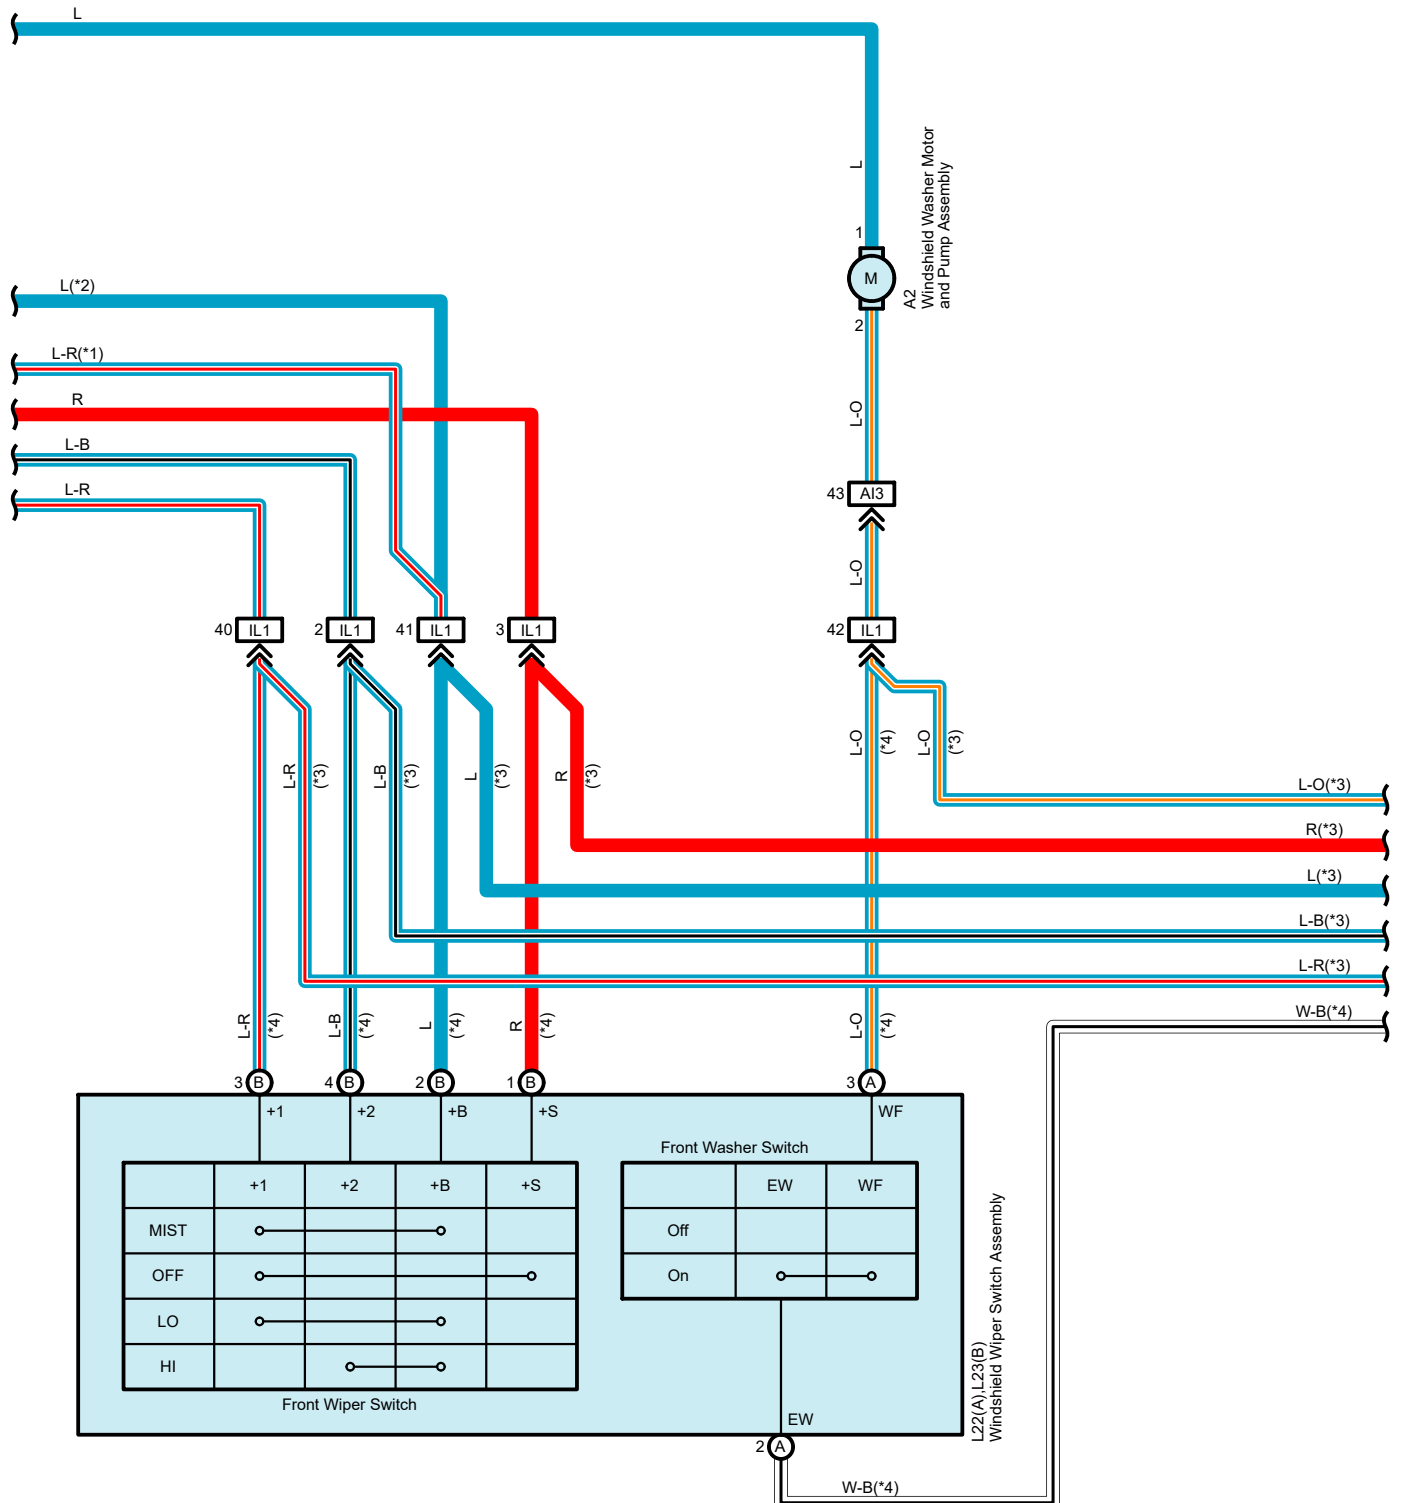 L
L
1
M
2
A2
Windshield Washer Motor
and Pump Assembly
L(*2)
L-R(*1)
R
L-B
L-R
L-O
43 AI3
L-O
40 IL1
2 IL1
41 IL1
3 IL1
42 IL1
L-R
(*3)
L-B
(*3)
L
(*3)
R
(*3)
L-O
(*4)
L-O
(*3)
L-O(*3)
R(*3)
L(*3)
L-B(*3)
L-R(*3)
W-B(*4)
L-R
(*4)
L-B
(*4)
L
(*4)
R
(*4)
L-O
(*4)
3 B
4 B
2 B
1 B
3 A
+1
+2
+B
+S
WF
Front Washer Switch
+1 +2 +B +S
MIST
OFF
LO
HI
Front Wiper Switch
EW WF
Off
On
EW
2 A
L22(A),L23(B)
Windshield Wiper Switch Assembly
W-B(*4)